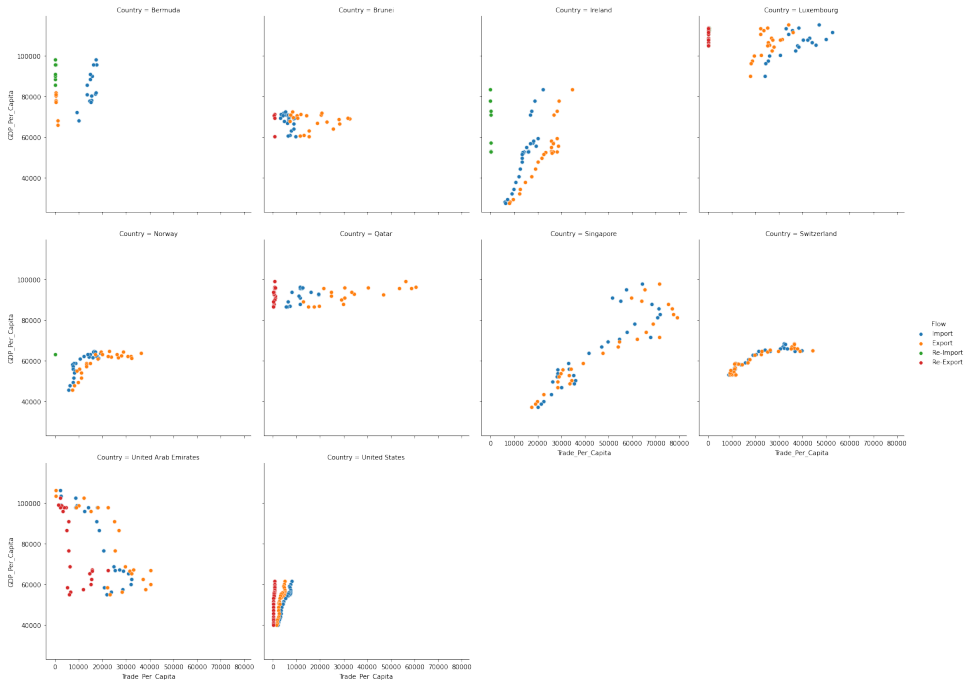 Country = Bermuda
Country = Brunei
Country = Ireland
Country = Luxembourg
100000
80000
60000
40000
GDP_Per_Capita
Country = Norway
Country = Qatar
Country = Singapore
Country = Switzerland
100000
80000
60000
40000
GDP_Per_Capita
0 10000 20000 30000 40000 50000 60000 70000 80000
0 10000 20000 30000 40000 50000 60000 70000 80000
Trade_Per_Capita
Trade_Per_Capita
Flow
Import
Export
Re-Import
Re-Export
Country = United Arab Emirates
Country = United States
100000
80000
60000
40000
GDP_Per_Capita
0 10000 20000 30000 40000 50000 60000 70000 80000
0 10000 20000 30000 40000 50000 60000 70000 80000
Trade_Per_Capita
Trade_Per_Capita